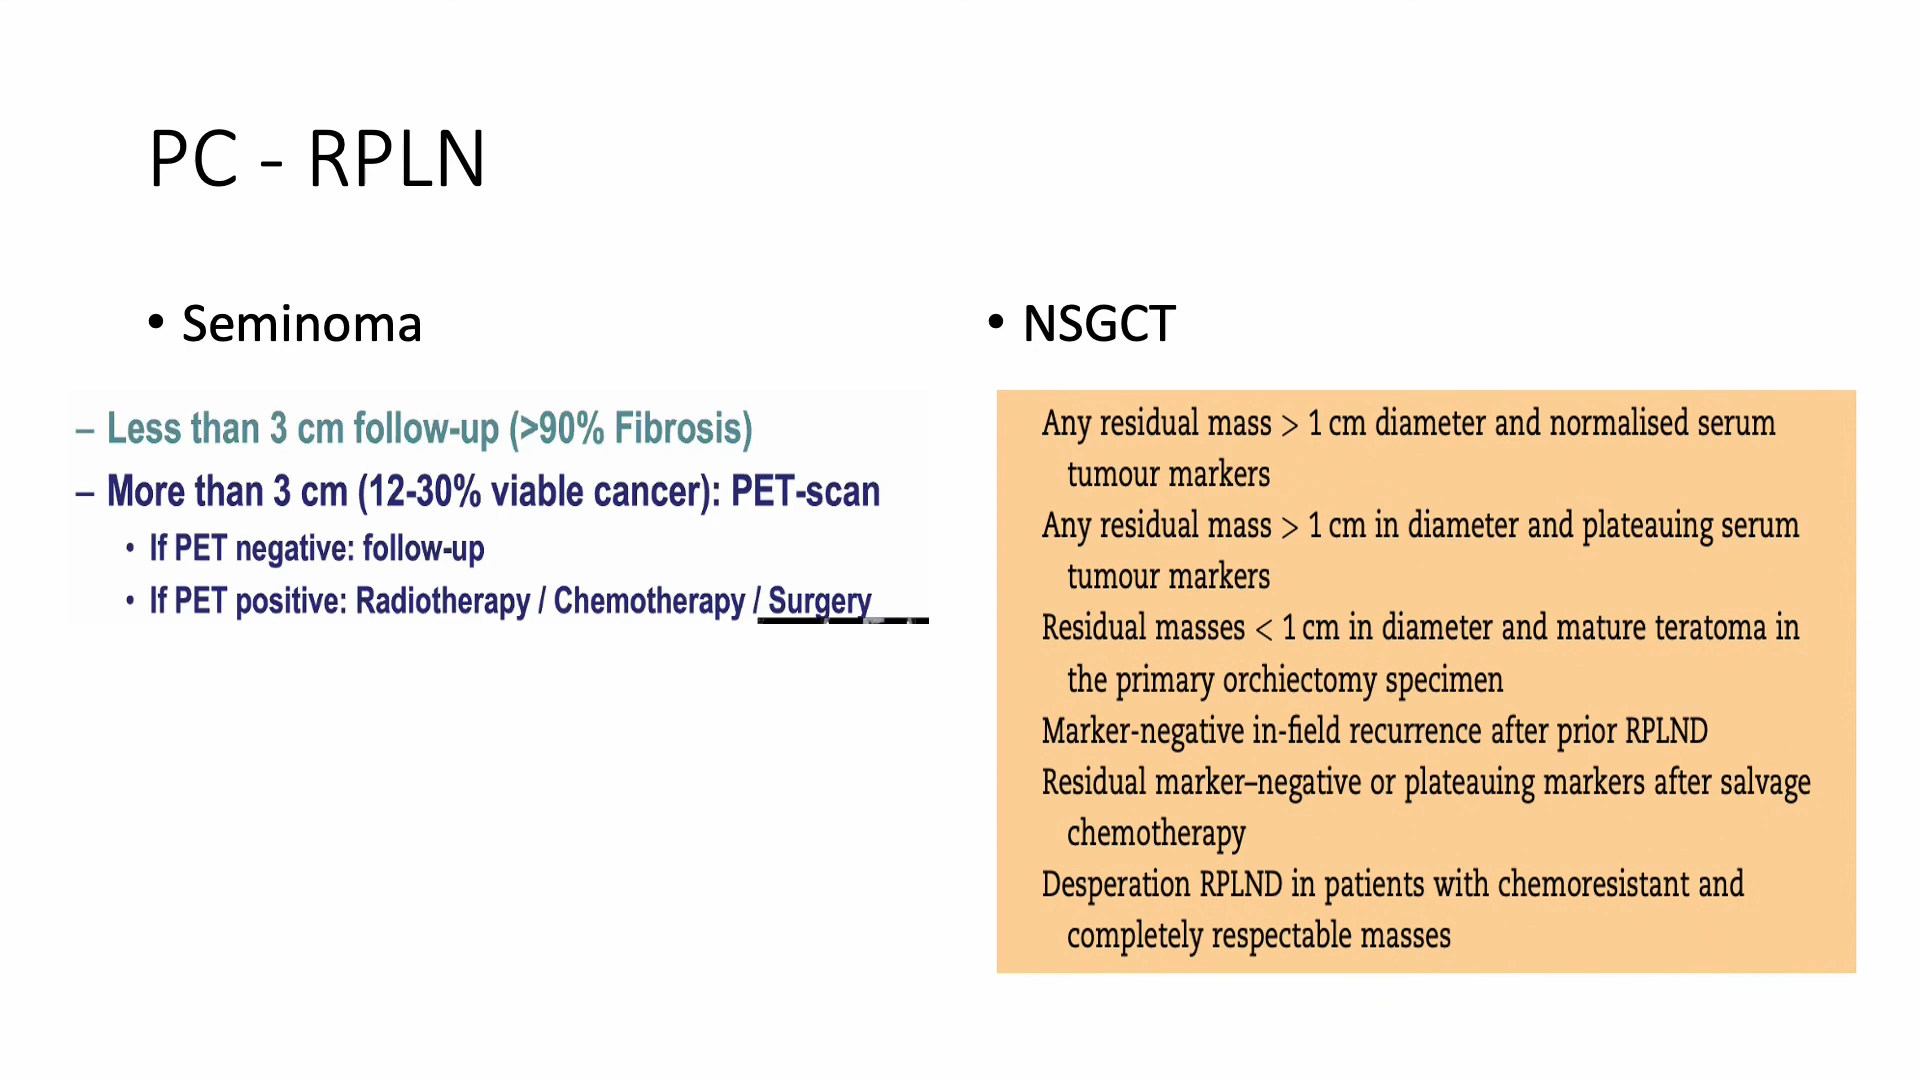 PC - RPLN
• Seminoma
– Less than 3 cm follow-up (>90% Fibrosis)
– More than 3 cm (12-30% viable cancer): PET-scan
• If PET negative: follow-up
• If PET positive: Radiotherapy / Chemotherapy / Surgery
• NSGCT
Any residual mass > 1 cm diameter and normalised serum
tumour markers
Any residual mass > 1 cm in diameter and plateauing serum
tumour markers
Residual masses < 1 cm in diameter and mature teratoma in
the primary orchiectomy specimen
Marker-negative in-field recurrence after prior RPLND
Residual marker–negative or plateauing markers after salvage
chemotherapy
Desperation RPLND in patients with chemoresistant and
completely respectable masses